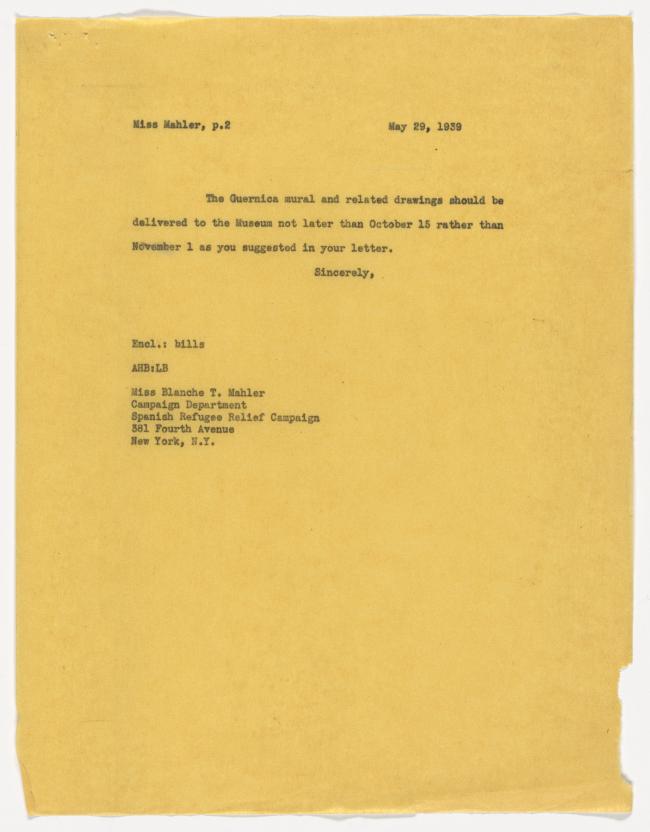 Miss Mahler, p.2 May 29, 1939
The Guernica mural and related drawings should be
delivered to the Museum not later than October 15 rather than
November 1 as you suggested in your letter.
Sincerely,
Encl.: bills
AHB:LB
Miss Blanche T. Mahler
Campaign Department
Spanish Refugee Relief Campaign
381 Fourth Avenue
New York, N.Y.